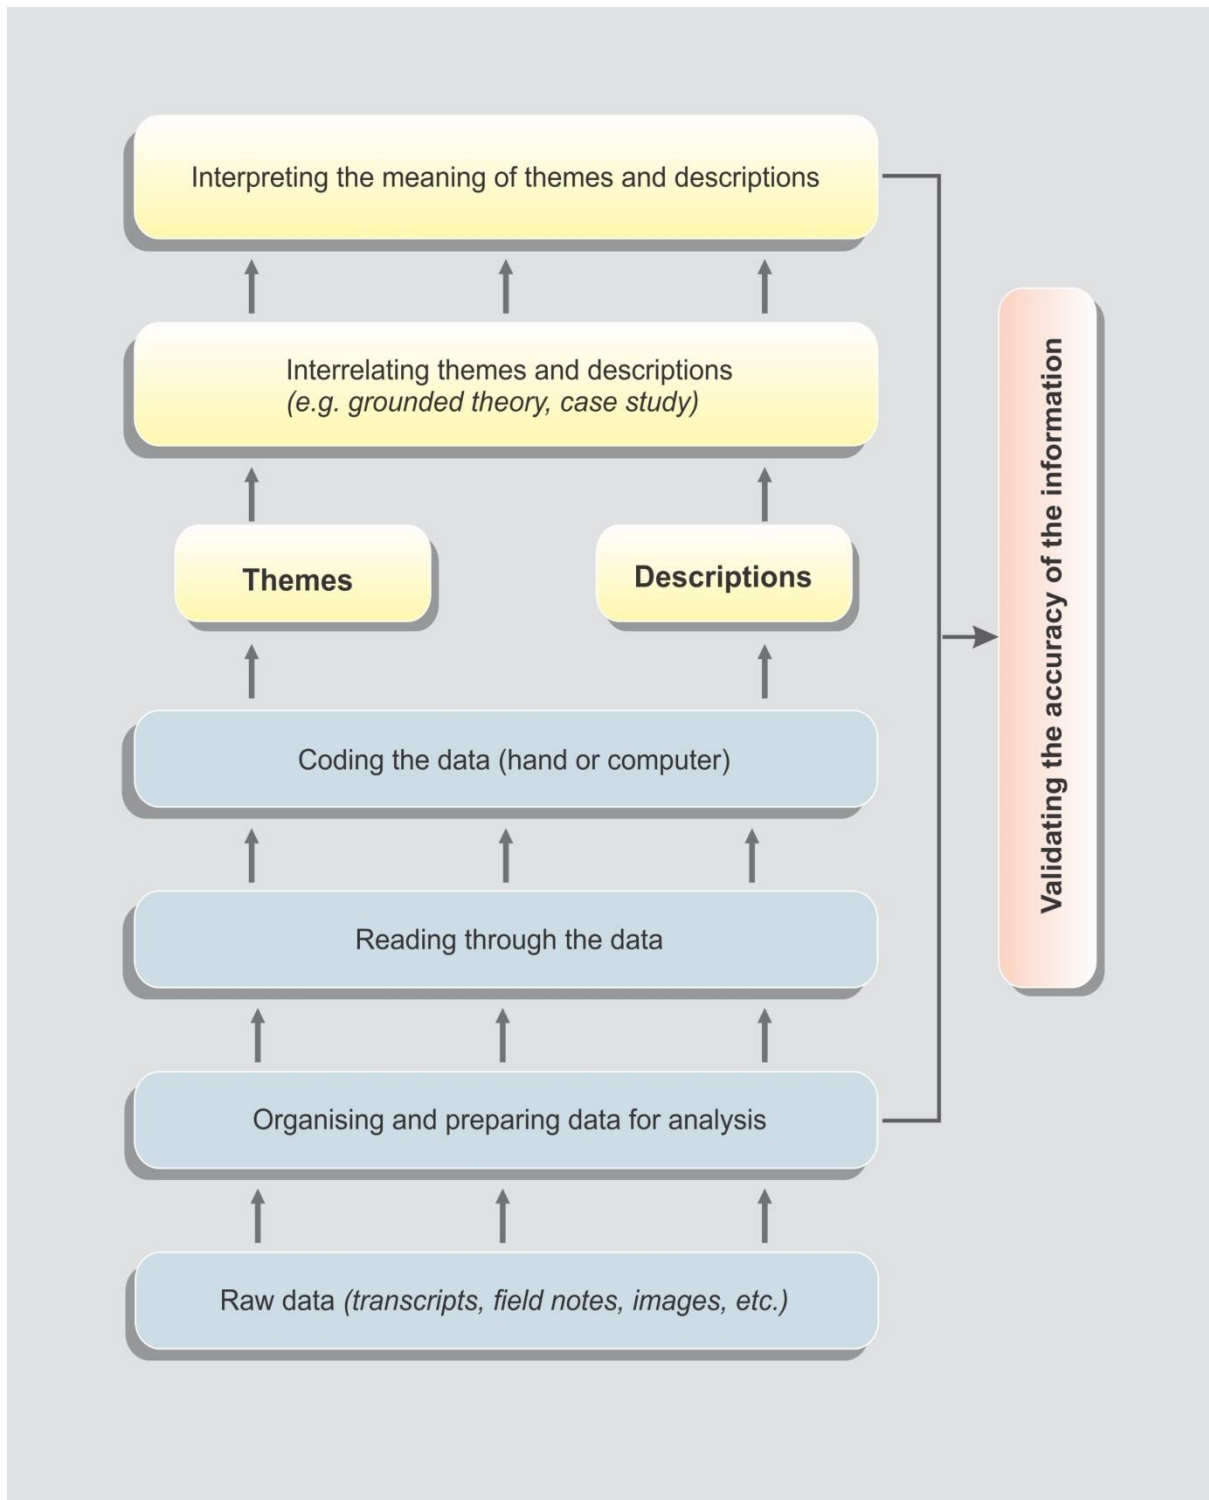 Interpreting the meaning of themes and descriptions
Interrelating themes and descriptions
(e.g. grounded theory, case study)
Themes
Descriptions
Coding the data (hand or computer)
Reading through the data
Organising and preparing data for analysis
Raw data (transcripts, field notes, images, etc.)
Validating the accuracy of the information